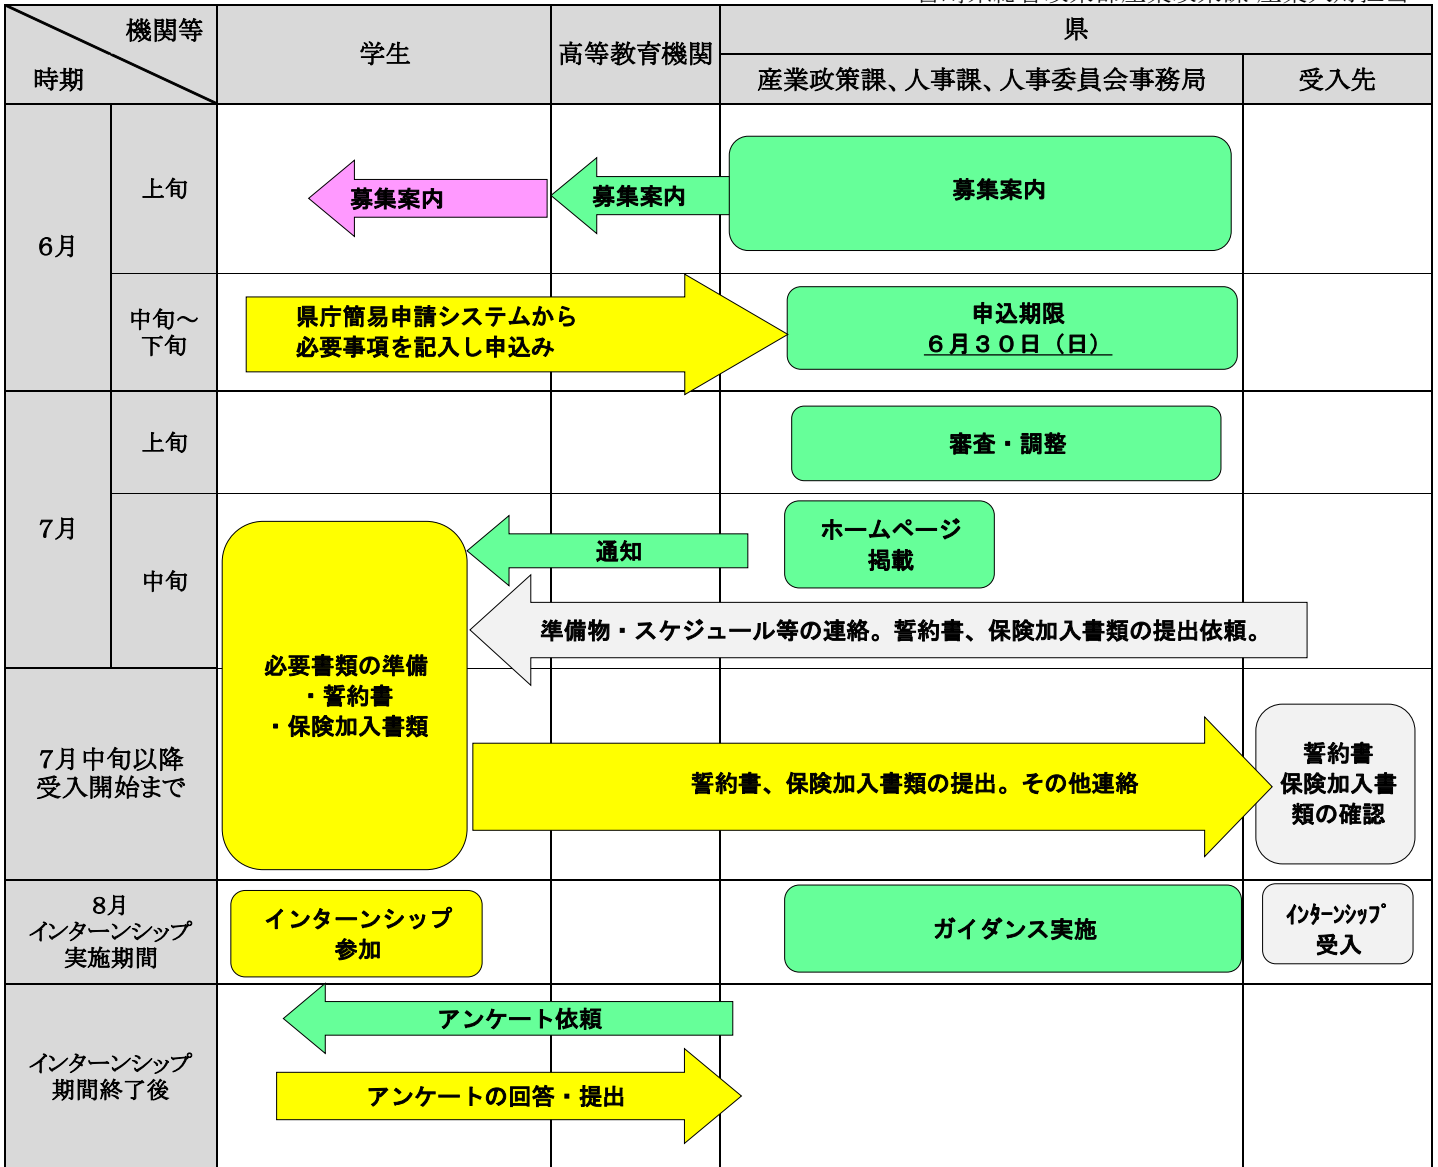 機関等
時期
学生
高等教育機関
県
産業政策課、人事課、人事委員会事務局
受入先
6月
上旬
募集案内
募集案内
募集案内
中旬～
下旬
県庁簡易申請システムから
必要事項を記入し申込み
申込期限
６月３０日（日）
7月
上旬
審査・調整
中旬
通知
ホームページ
掲載
準備物・スケジュール等の連絡。誓約書、保険加入書類の提出依頼。
必要書類の準備
・誓約書
・保険加入書類
7月中旬以降
受入開始まで
誓約書、保険加入書類の提出。その他連絡
誓約書
保険加入書
類の確認
8月
インターンシップ
実施期間
インターンシップ
参加
ガイダンス実施
ｲﾝﾀｰﾝｼｯﾌﾟ
受入
インターンシップ
期間終了後
アンケート依頼
アンケートの回答・提出